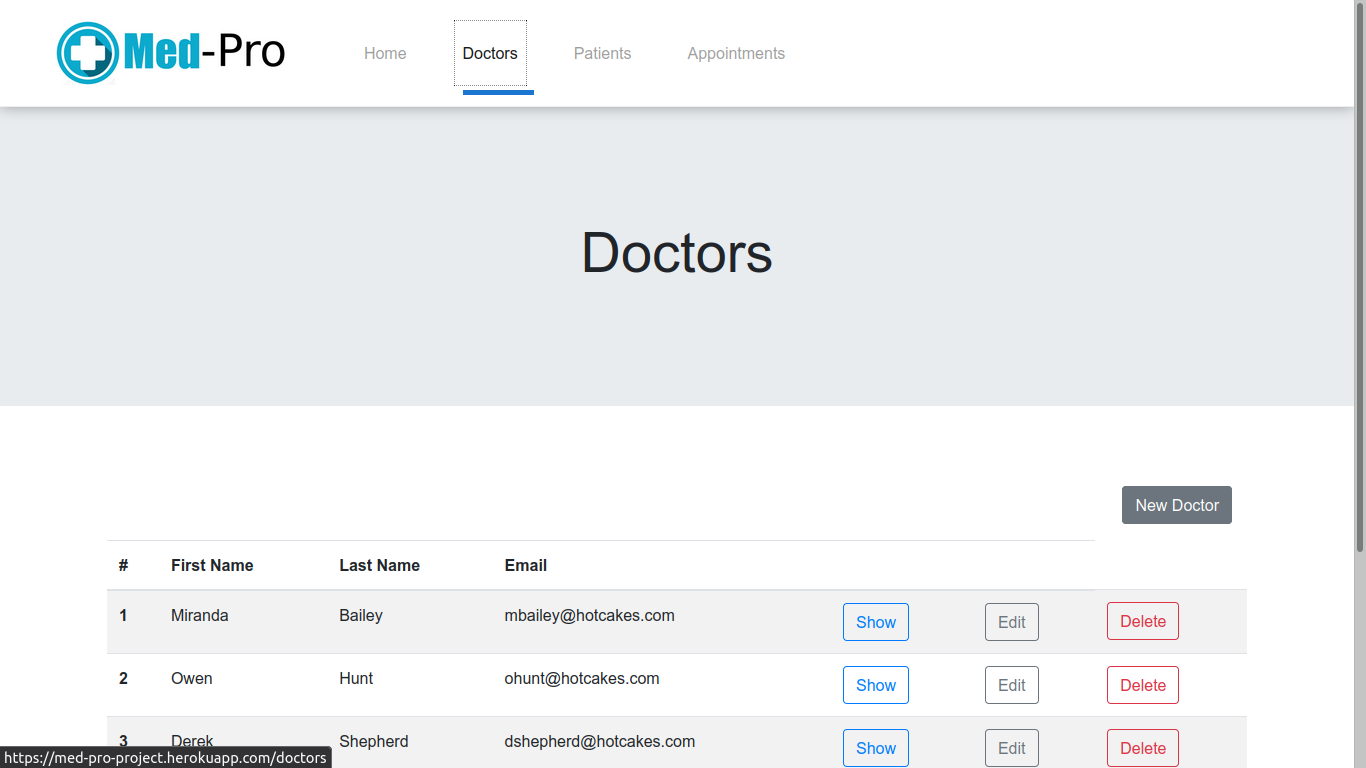 Med-Pro Home Doctors Patients Appointments
Doctors
New Doctor
# First Name Last Name Email
1 Miranda Bailey mbailey@hotcakes.com Show Edit Delete
2 Owen Hunt ohunt@hotcakes.com Show Edit Delete
3 Derek Shepherd dshepherd@hotcakes.com Show Edit Delete
https://med-pro-project.herokuapp.com/doctors